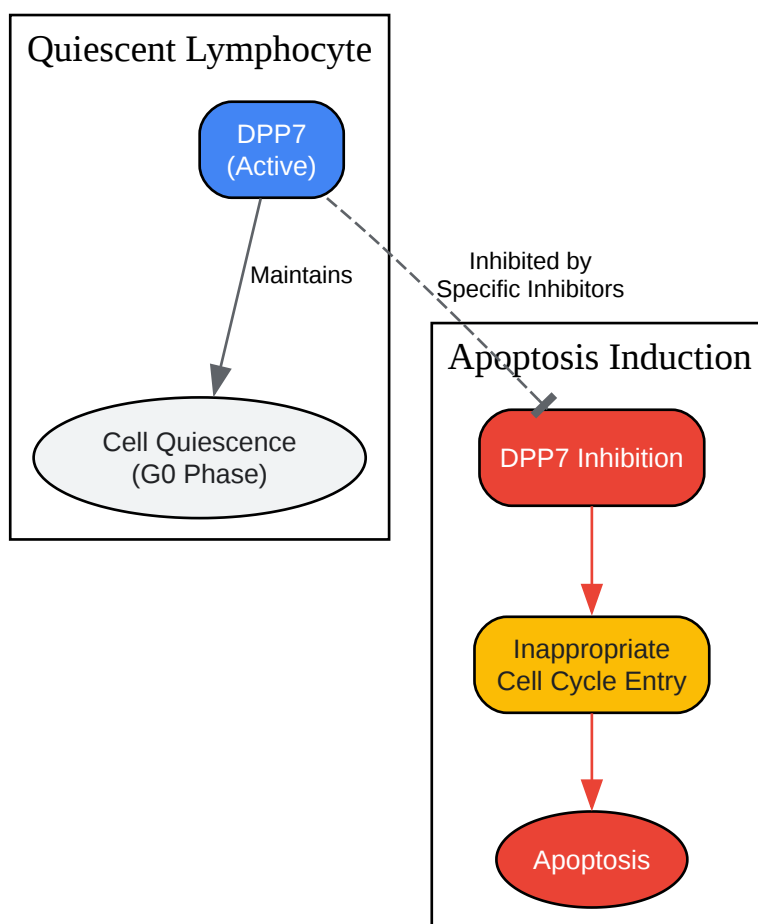 Quiescent Lymphocyte
DPP7
(Active)
Maintains
Cell Quiescence
(G0 Phase)
Inhibited by
Specific Inhibitors
Apoptosis Induction
DPP7 Inhibition
Inappropriate
Cell Cycle Entry
Apoptosis